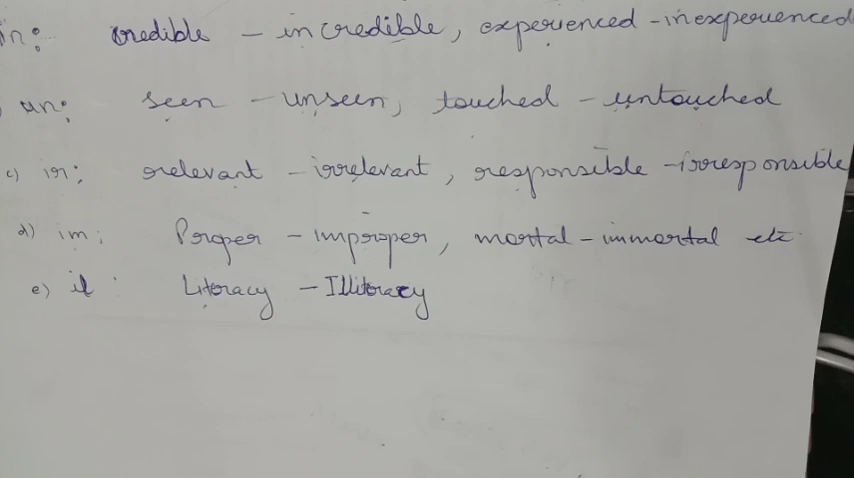 in: credible - incredible, experienced - inexperienced
un: seen - unseen, touched - untouched
c) ir: relevant - irrelevant, responsible - irresponsible
d) im: Proper - improper, mortal - immortal etc.
e) il : Literacy - Illiteracy